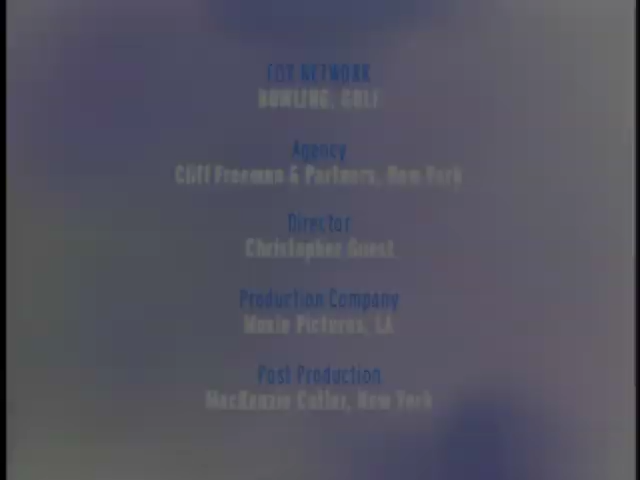 FOX NETWORK
BOWLING, GOLF
Agency
Cliff Freeman & Partners, New York
Director
Christopher Guest
Production Company
Moxie Pictures, LA
Post Production
MacKenzie Cutler, New York